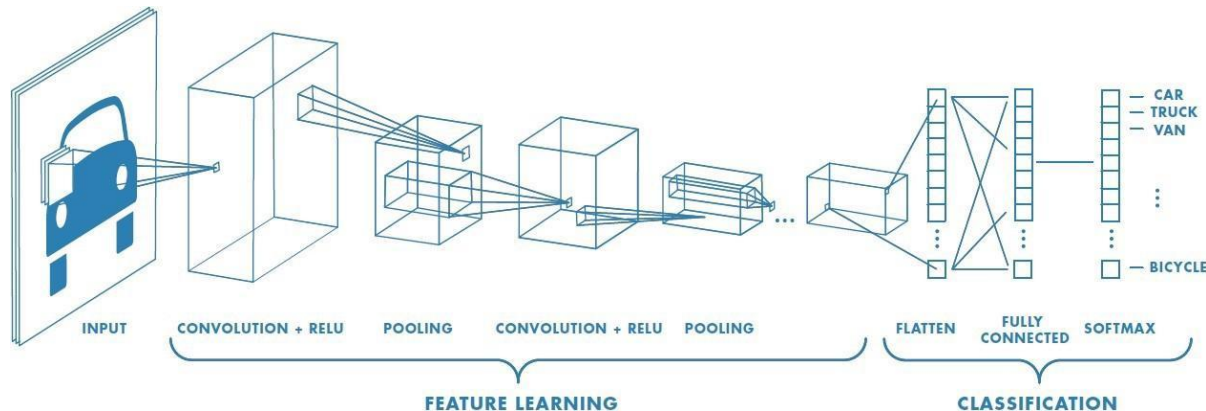 CAR
TRUCK
VAN
BICYCLE
INPUT
CONVOLUTION + RELU
POOLING
CONVOLUTION + RELU
POOLING
FLATTEN
FULLY
CONNECTED
SOFTMAX
FEATURE LEARNING
CLASSIFICATION